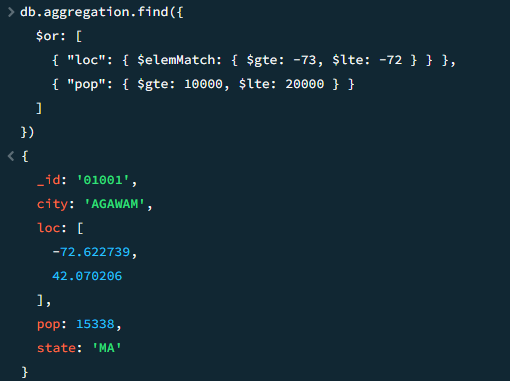 db.aggregation.find({
$or: [
{ "loc": { $elemMatch: { $gte: -73, $lte: -72 } } },
{ "pop": { $gte: 10000, $lte: 20000 } }
]
})
{
_id: '01001',
city: 'AGAWAM',
loc: [
-72.622739,
42.070206
],
pop: 15338,
state: 'MA'
}